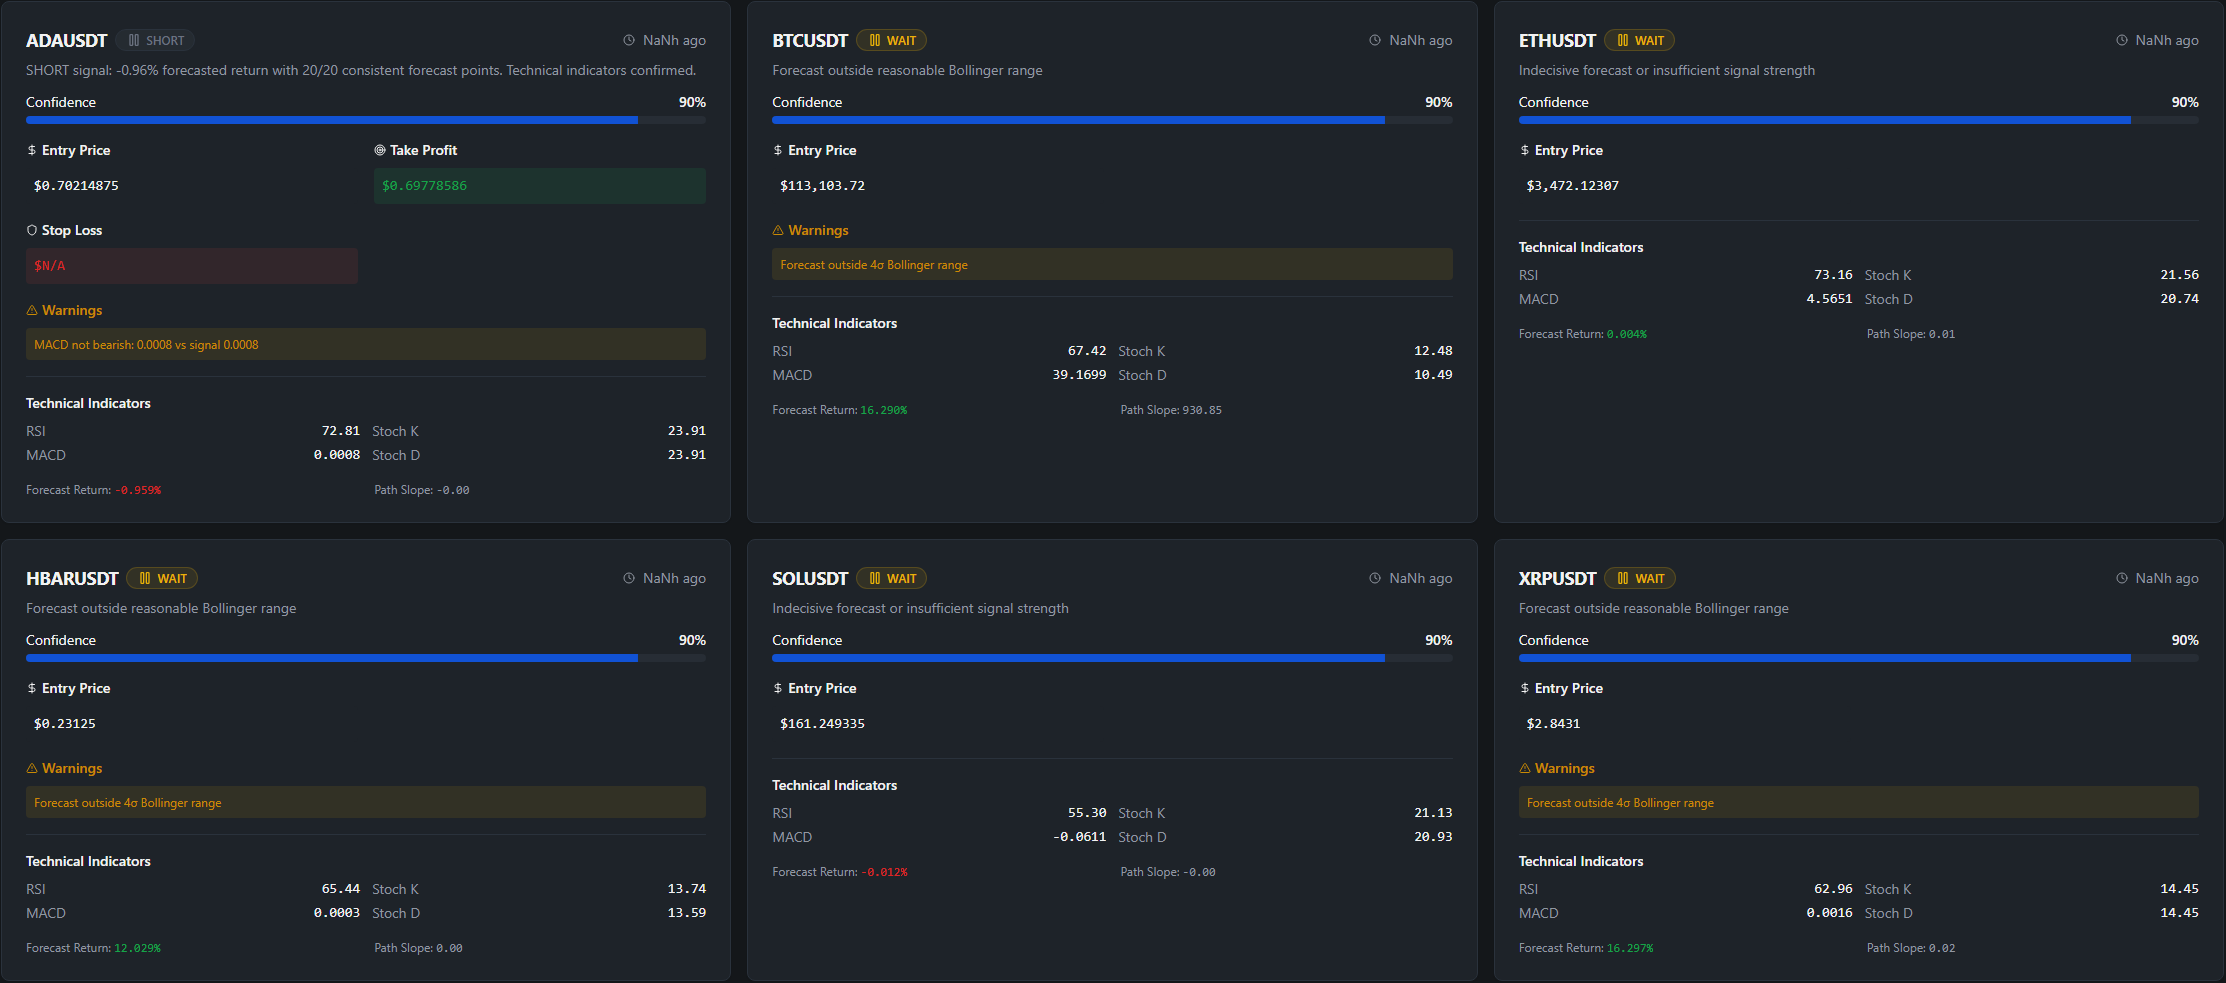 ADAUSDT SHORT NaNh ago
SHORT signal: -0.96% forecasted return with 20/20 consistent forecast points. Technical indicators confirmed.
Confidence 90%
$ Entry Price Take Profit
$0.70214875 $0.69778586
Stop Loss
$N/A
Warnings
MACD not bearish: 0.0008 vs signal 0.0008
Technical Indicators
RSI 72.81 Stoch K 23.91
MACD 0.0008 Stoch D 23.91
Forecast Return: -0.959% Path Slope: -0.00
BTCUSDT WAIT NaNh ago
Forecast outside reasonable Bollinger range
Confidence 90%
$ Entry Price
$113,103.72
Warnings
Forecast outside 4σ Bollinger range
Technical Indicators
RSI 67.42 Stoch K 12.48
MACD 39.1699 Stoch D 10.49
Forecast Return: 16.290% Path Slope: 930.85
ETHUSDT WAIT NaNh ago
Indecisive forecast or insufficient signal strength
Confidence 90%
$ Entry Price
$3,472.12307
Technical Indicators
RSI 73.16 Stoch K 21.56
MACD 4.5651 Stoch D 20.74
Forecast Return: 0.004% Path Slope: 0.01
HBARUSDT WAIT NaNh ago
Forecast outside reasonable Bollinger range
Confidence 90%
$ Entry Price
$0.23125
Warnings
Forecast outside 4σ Bollinger range
Technical Indicators
RSI 65.44 Stoch K 13.74
MACD 0.0003 Stoch D 13.59
Forecast Return: 12.029% Path Slope: 0.00
SOLUSDT WAIT NaNh ago
Indecisive forecast or insufficient signal strength
Confidence 90%
$ Entry Price
$161.249335
Technical Indicators
RSI 55.30 Stoch K 21.13
MACD -0.0611 Stoch D 20.93
Forecast Return: -0.012% Path Slope: -0.00
XRPUSDT WAIT NaNh ago
Forecast outside reasonable Bollinger range
Confidence 90%
$ Entry Price
$2.8431
Warnings
Forecast outside 4σ Bollinger range
Technical Indicators
RSI 62.96 Stoch K 14.45
MACD 0.0016 Stoch D 14.45
Forecast Return: 16.297% Path Slope: 0.02